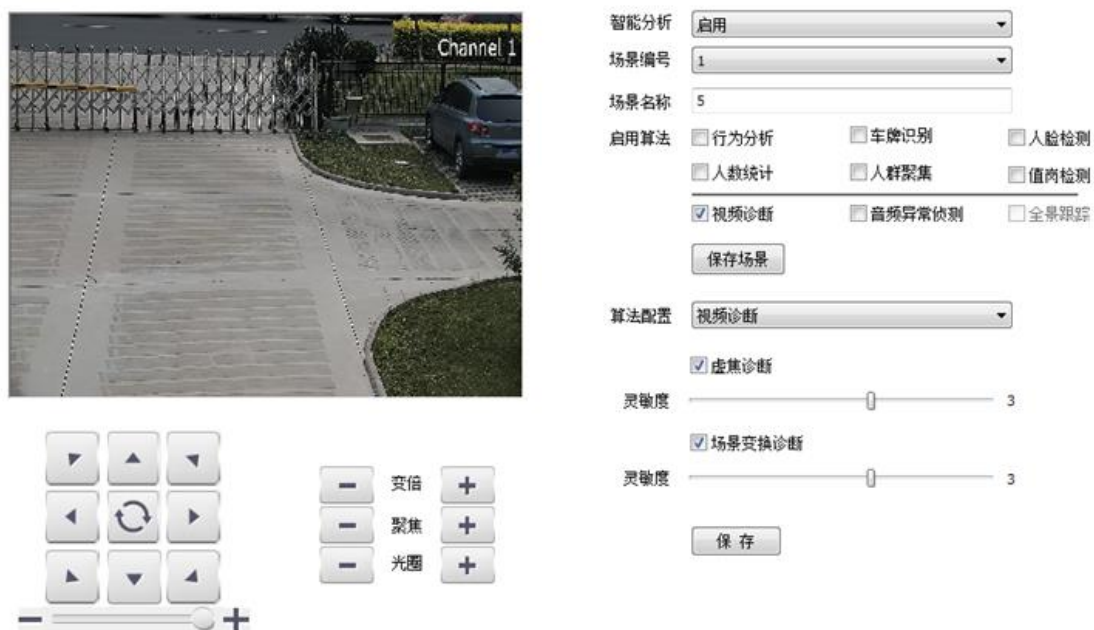 Channel 1
智能分析 启用
场景编号 1
场景名称 5
启用算法 行为分析 车牌识别 人脸检测
人数统计 人群聚集 值岗检测
视频诊断 音频异常侦测 全景跟踪
保存场景
算法配置 视频诊断
虚焦诊断
灵敏度 3
场景变换诊断
灵敏度 3
保存
变倍
聚焦
光圈